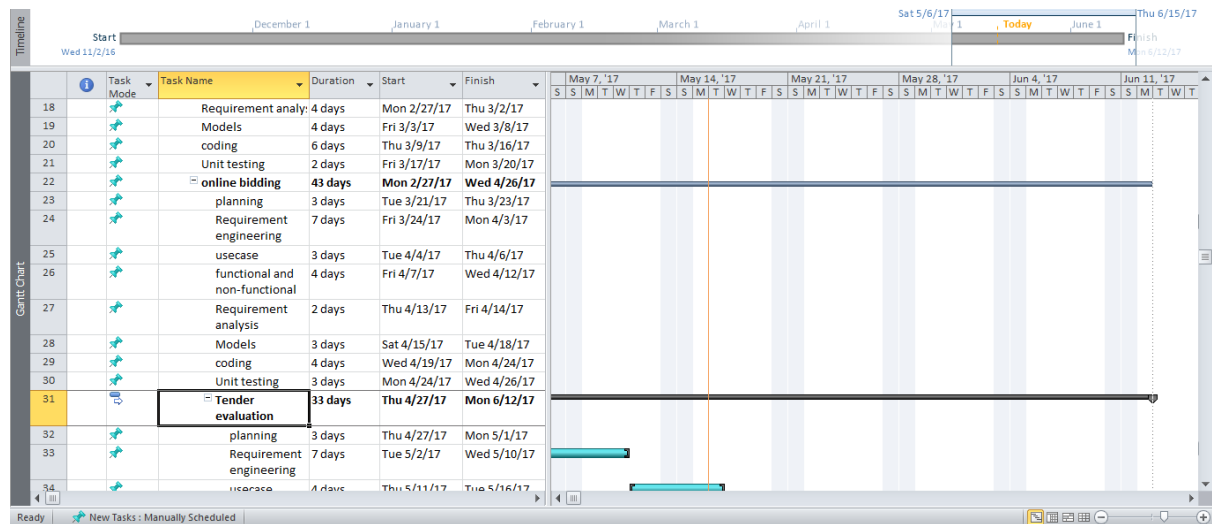 Timeline
Sat 5/6/17 Thu 6/15/17
December 1 January 1 February 1 March 1 April 1 May 1 Today June 1
Start Finish
Wed 11/2/16 Mon 6/12/17
Gantt Chart
Task Mode Task Name Duration Start Finish
May 7, '17 May 14, '17 May 21, '17 May 28, '17 Jun 4, '17 Jun 11, '17
S S M T W T F S S M T W T F S S M T W T F S S M T W T F S S M T W T F S S M T W T
18 Requirement analy 4 days Mon 2/27/17 Thu 3/2/17
19 Models 4 days Fri 3/3/17 Wed 3/8/17
20 coding 6 days Thu 3/9/17 Thu 3/16/17
21 Unit testing 2 days Fri 3/17/17 Mon 3/20/17
22 online bidding 43 days Mon 2/27/17 Wed 4/26/17
23 planning 3 days Tue 3/21/17 Thu 3/23/17
24 Requirement 7 days Fri 3/24/17 Mon 4/3/17
engineering
25 usecase 3 days Tue 4/4/17 Thu 4/6/17
26 functional and 4 days Fri 4/7/17 Wed 4/12/17
non-functional
27 Requirement 2 days Thu 4/13/17 Fri 4/14/17
analysis
28 Models 3 days Sat 4/15/17 Tue 4/18/17
29 coding 4 days Wed 4/19/17 Mon 4/24/17
30 Unit testing 3 days Mon 4/24/17 Wed 4/26/17
31 Tender 33 days Thu 4/27/17 Mon 6/12/17
evaluation
32 planning 3 days Thu 4/27/17 Mon 5/1/17
33 Requirement 7 days Tue 5/2/17 Wed 5/10/17
engineering
34 usecase 4 days Thu 5/11/17 Tue 5/16/17
Ready New Tasks : Manually Scheduled